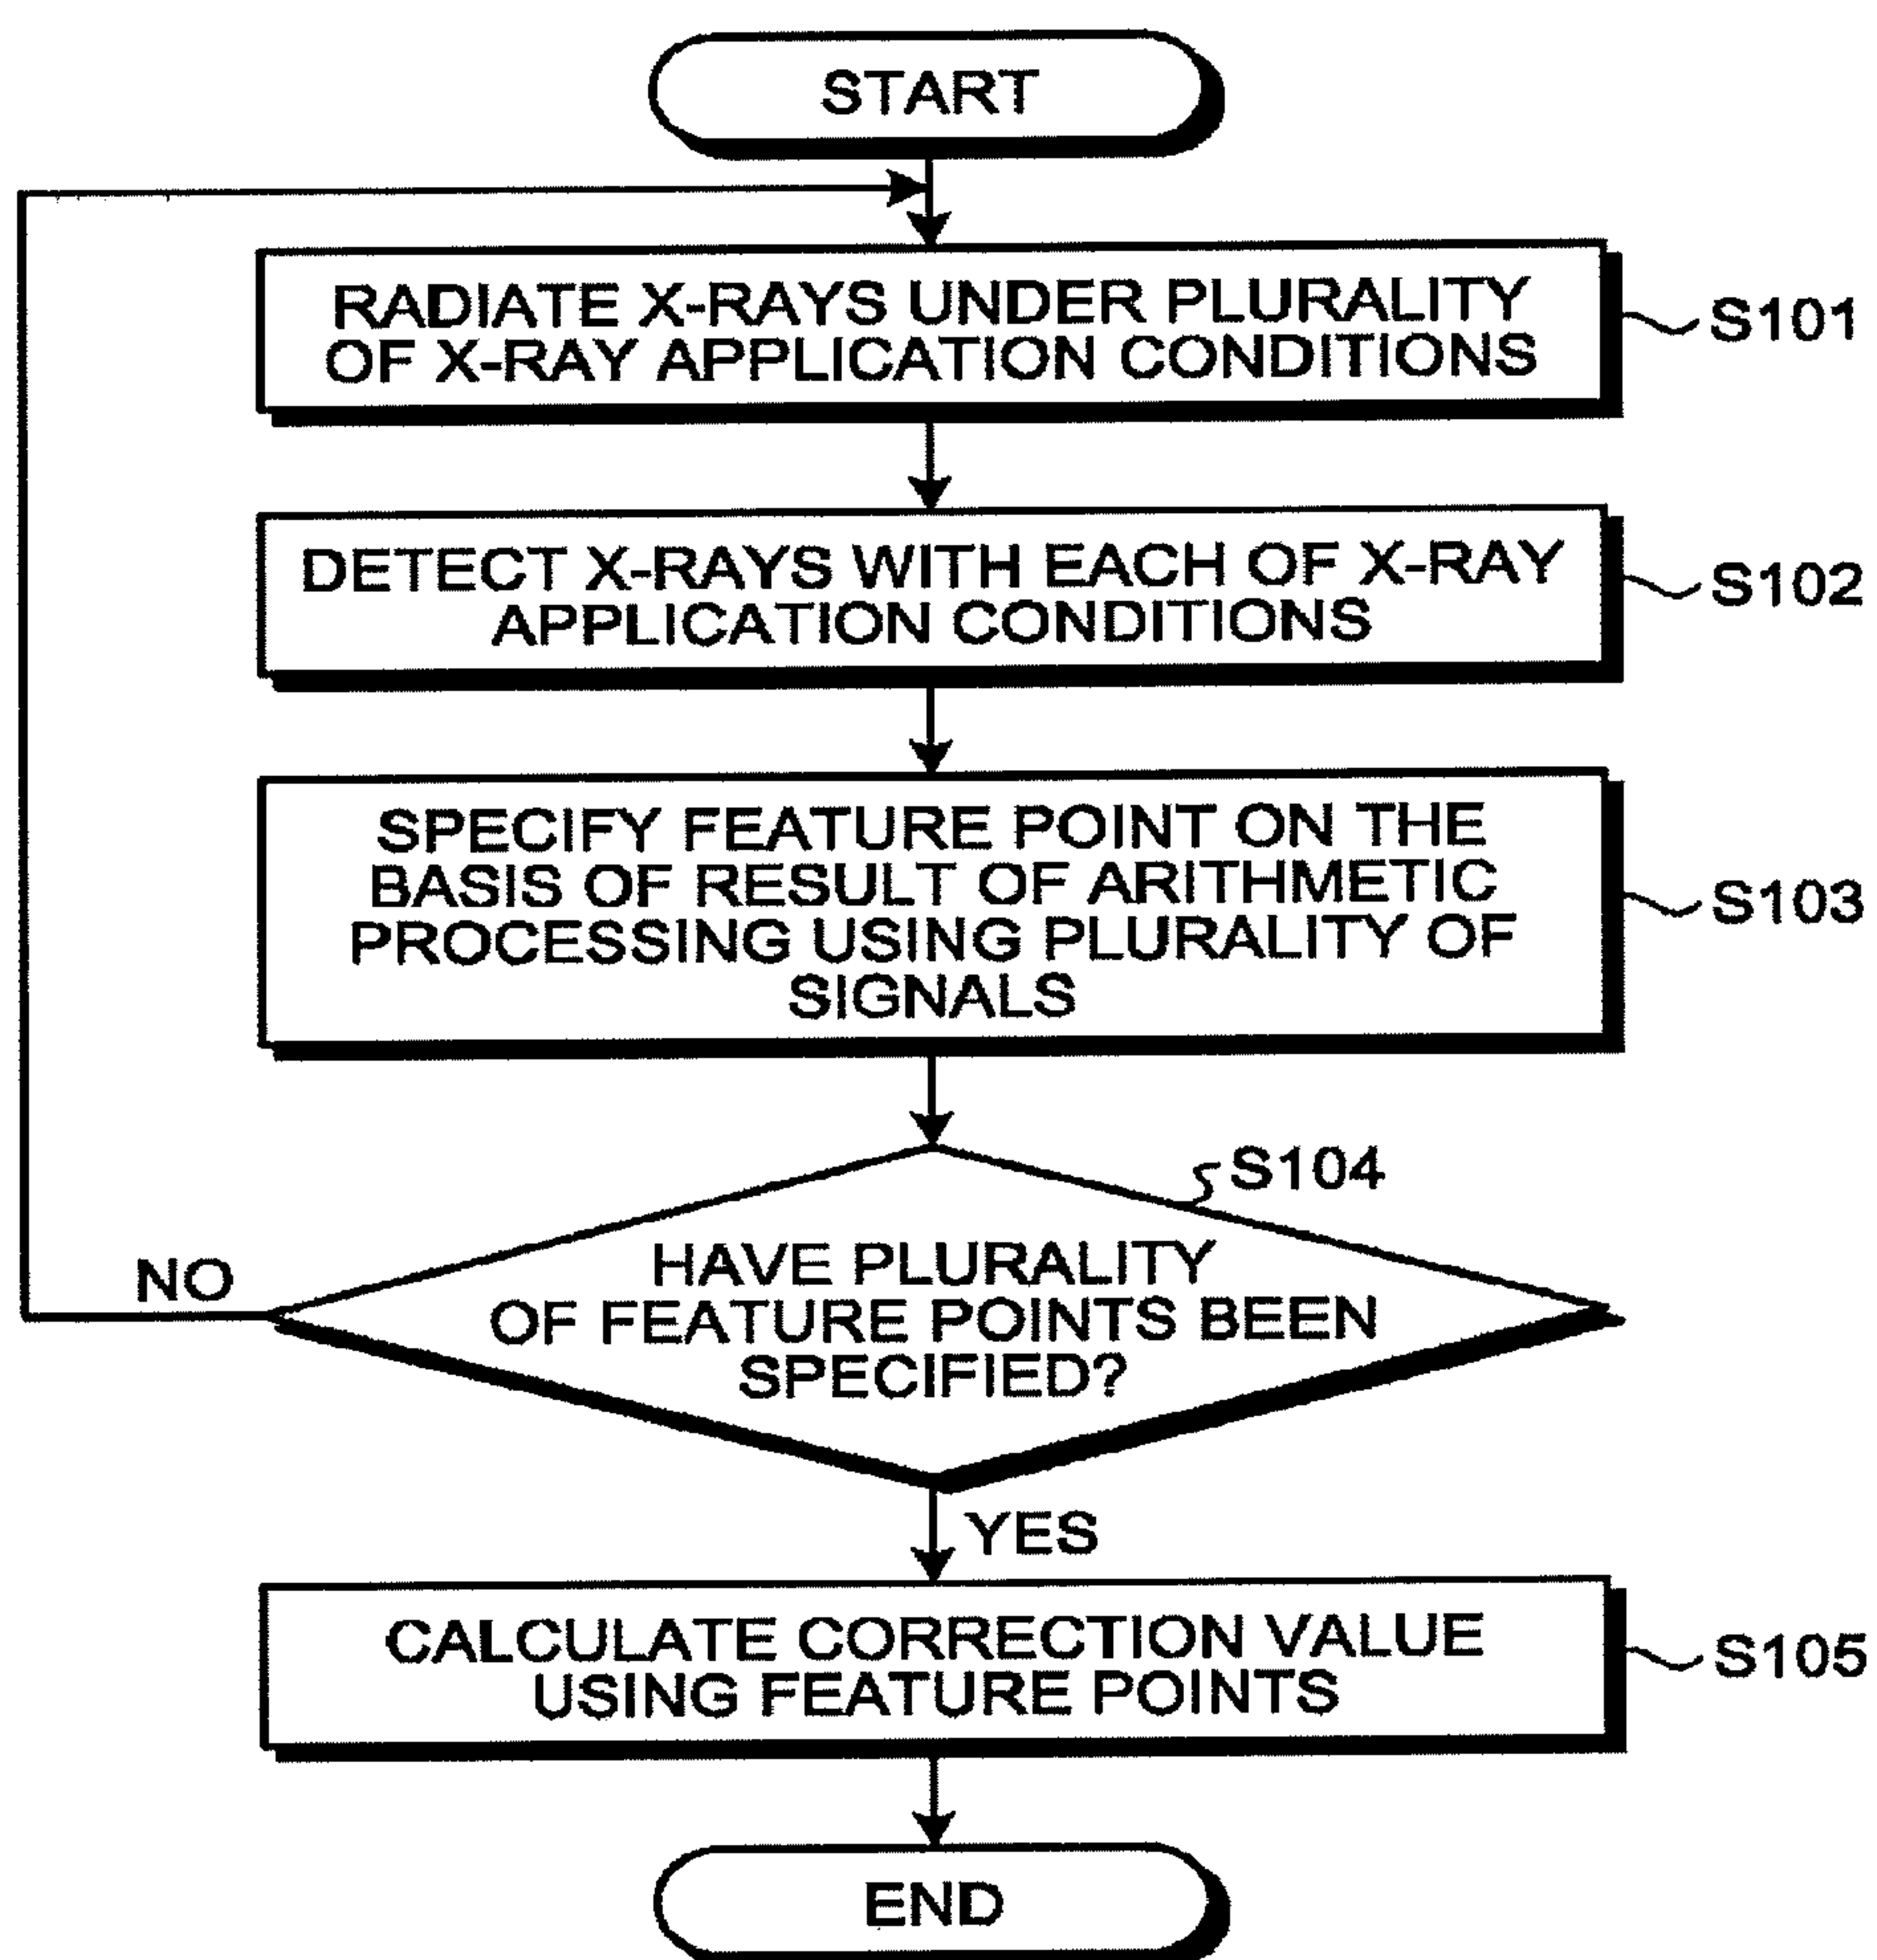 START
RADIATE X-RAYS UNDER PLURALITY
OF X-RAY APPLICATION CONDITIONS
S101
DETECT X-RAYS WITH EACH OF X-RAY
APPLICATION CONDITIONS
S102
SPECIFY FEATURE POINT ON THE
BASIS OF RESULT OF ARITHMETIC
PROCESSING USING PLURALITY OF
SIGNALS
S103
S104
HAVE PLURALITY
OF FEATURE POINTS BEEN
SPECIFIED?
NO
YES
CALCULATE CORRECTION VALUE
USING FEATURE POINTS
S105
END